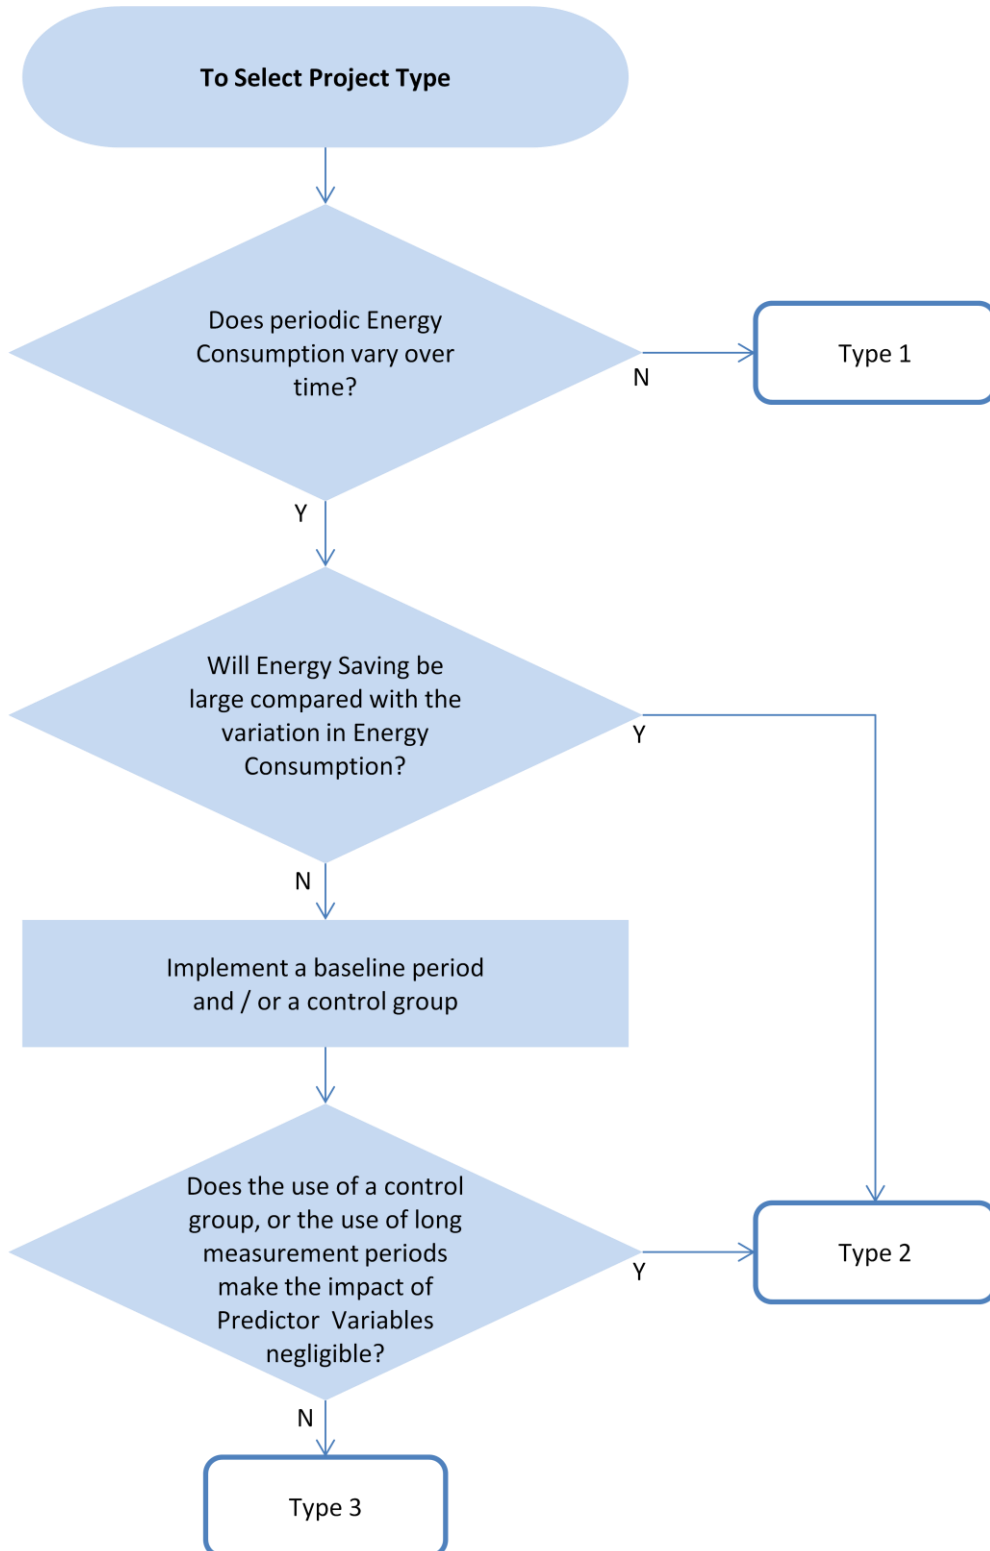 To Select Project Type
Does periodic Energy
Consumption vary over
time?
N
Type 1
Y
Will Energy Saving be
large compared with the
variation in Energy
Consumption?
Y
N
Implement a baseline period
and / or a control group
Does the use of a control
group, or the use of long
measurement periods
make the impact of
Predictor  Variables
negligible?
Y
Type 2
N
Type 3